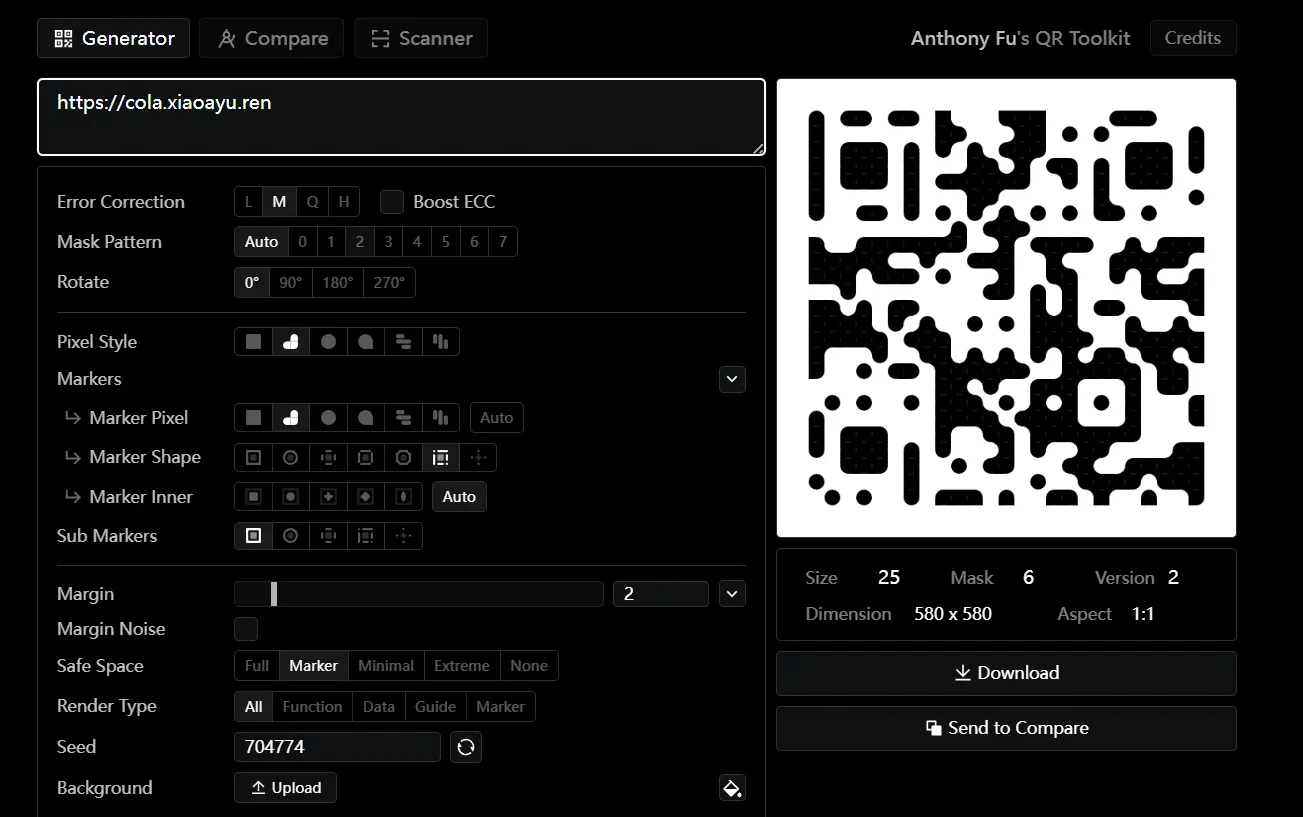 Generator Compare Scanner Anthony Fu's QR Toolkit Credits
https://cola.xiaoayu.ren
Error Correction L M Q H Boost ECC
Mask Pattern Auto 0 1 2 3 4 5 6 7
Rotate 0° 90° 180° 270°
Pixel Style
Markers
Marker Pixel Auto
Marker Shape
Marker Inner Auto
Sub Markers
Margin 2
Margin Noise
Safe Space Full Marker Minimal Extreme None
Render Type All Function Data Guide Marker
Seed 704774
Background Upload
Size 25 Mask 6 Version 2
Dimension 580 x 580 Aspect 1:1
Download
Send to Compare